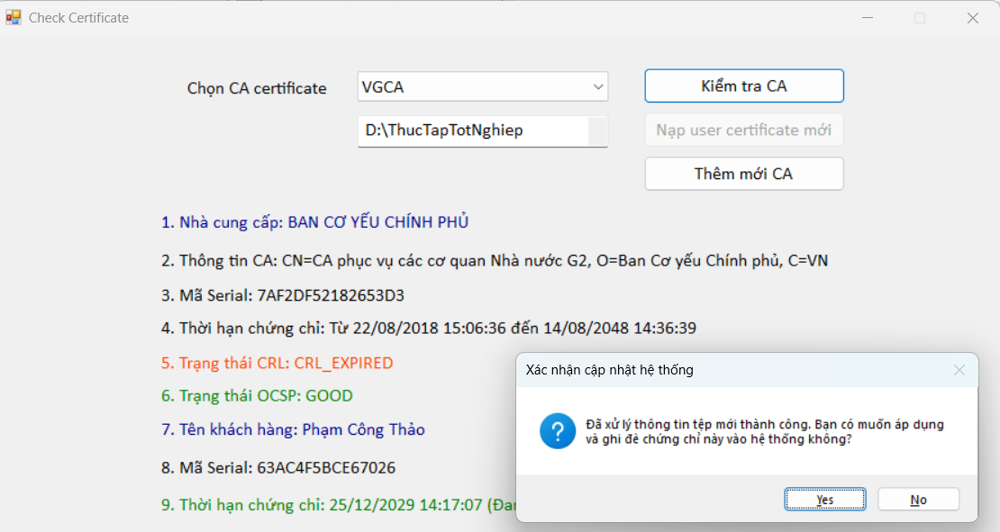 Check Certificate
Chọn CA certificate
VGCA
Kiểm tra CA
D:\ThucTapTotNghiep
Nạp user certificate mới
Thêm mới CA
1. Nhà cung cấp: BAN CƠ YẾU CHÍNH PHỦ
2. Thông tin CA: CN=CA phục vụ các cơ quan Nhà nước G2, O=Ban Cơ yếu Chính phủ, C=VN
3. Mã Serial: 7AF2DF52182653D3
4. Thời hạn chứng chỉ: Từ 22/08/2018 15:06:36 đến 14/08/2048 14:36:39
5. Trạng thái CRL: CRL_EXPIRED
6. Trạng thái OCSP: GOOD
7. Tên khách hàng: Phạm Công Thảo
8. Mã Serial: 63AC4F5BCE67026
9. Thời hạn chứng chỉ: 25/12/2029 14:17:07
Xác nhận cập nhật hệ thống
Đã xử lý thông tin tệp mới thành công. Bạn có muốn áp dụng
và ghi đè chứng chỉ này vào hệ thống không?
Yes
No